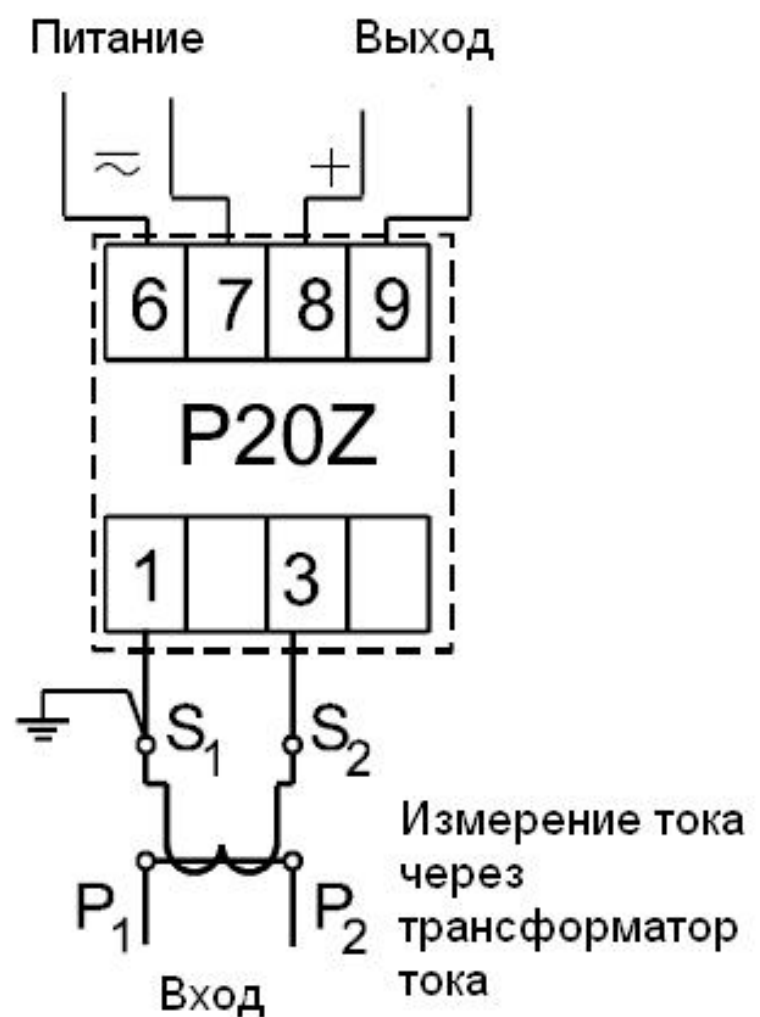 Питание Выход
≂ +
6 7 8 9
P20Z
1 3
S1 S2
Измерение тока
через
трансформатор
тока
P1 P2
Вход